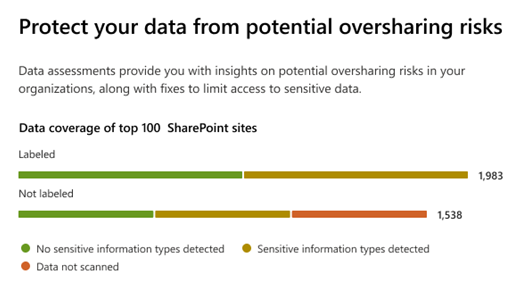 Protect your data from potential oversharing risks
Data assessments provide you with insights on potential oversharing risks in your
organizations, along with fixes to limit access to sensitive data.
Data coverage of top 100 SharePoint sites
Labeled
1,983
Not labeled
1,538
No sensitive information types detected
Sensitive information types detected
Data not scanned